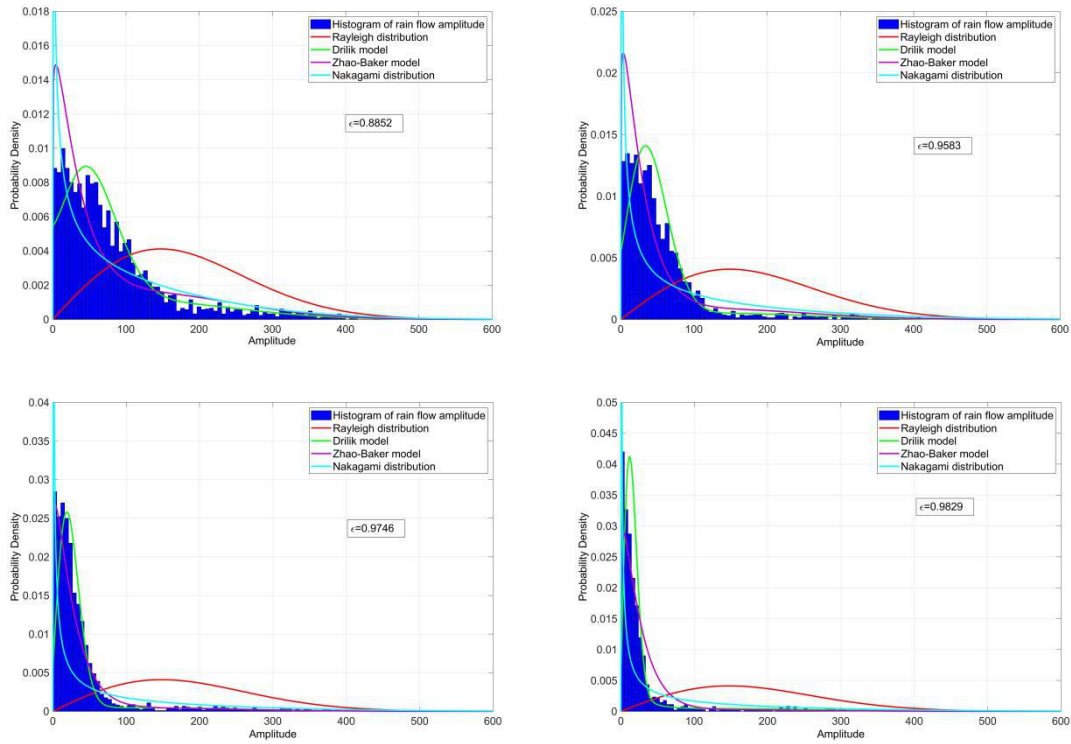 0.018
0.016
0.014
0.012
0.01
0.008
0.006
0.004
0.002
0
Probability Density
0 100 200 300 400 500 600
Amplitude
Histogram of rain flow amplitude
Rayleigh distribution
Drilik model
Zhao-Baker model
Nakagami distribution
ϵ=0.8852
0.025
0.02
0.015
0.01
0.005
0
Probability Density
0 100 200 300 400 500 600
Amplitude
Histogram of rain flow amplitude
Rayleigh distribution
Drilik model
Zhao-Baker model
Nakagami distribution
ϵ=0.9583
0.04
0.035
0.03
0.025
0.02
0.015
0.01
0.005
0
Probability Density
0 100 200 300 400 500 600
Amplitude
Histogram of rain flow amplitude
Rayleigh distribution
Drilik model
Zhao-Baker model
Nakagami distribution
ϵ=0.9746
0.05
0.045
0.04
0.035
0.03
0.025
0.02
0.015
0.01
0.005
0
Probability Density
0 100 200 300 400 500 600
Amplitude
Histogram of rain flow amplitude
Rayleigh distribution
Drilik model
Zhao-Baker model
Nakagami distribution
ϵ=0.9829